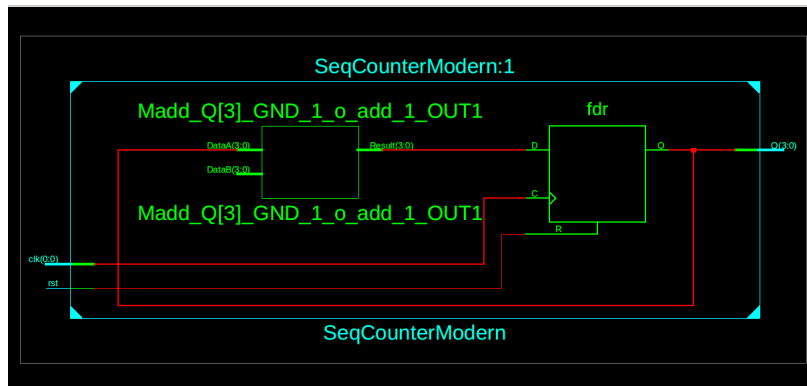 SeqCounterModern:1
Madd_Q[3]_GND_1_o_add_1_OUT1
fdr
DataA(3:0)
Result(3:0)
D
Q
Q(3:0)
DataB(3:0)
C
Madd_Q[3]_GND_1_o_add_1_OUT1
R
clk(0:0)
rst
SeqCounterModern